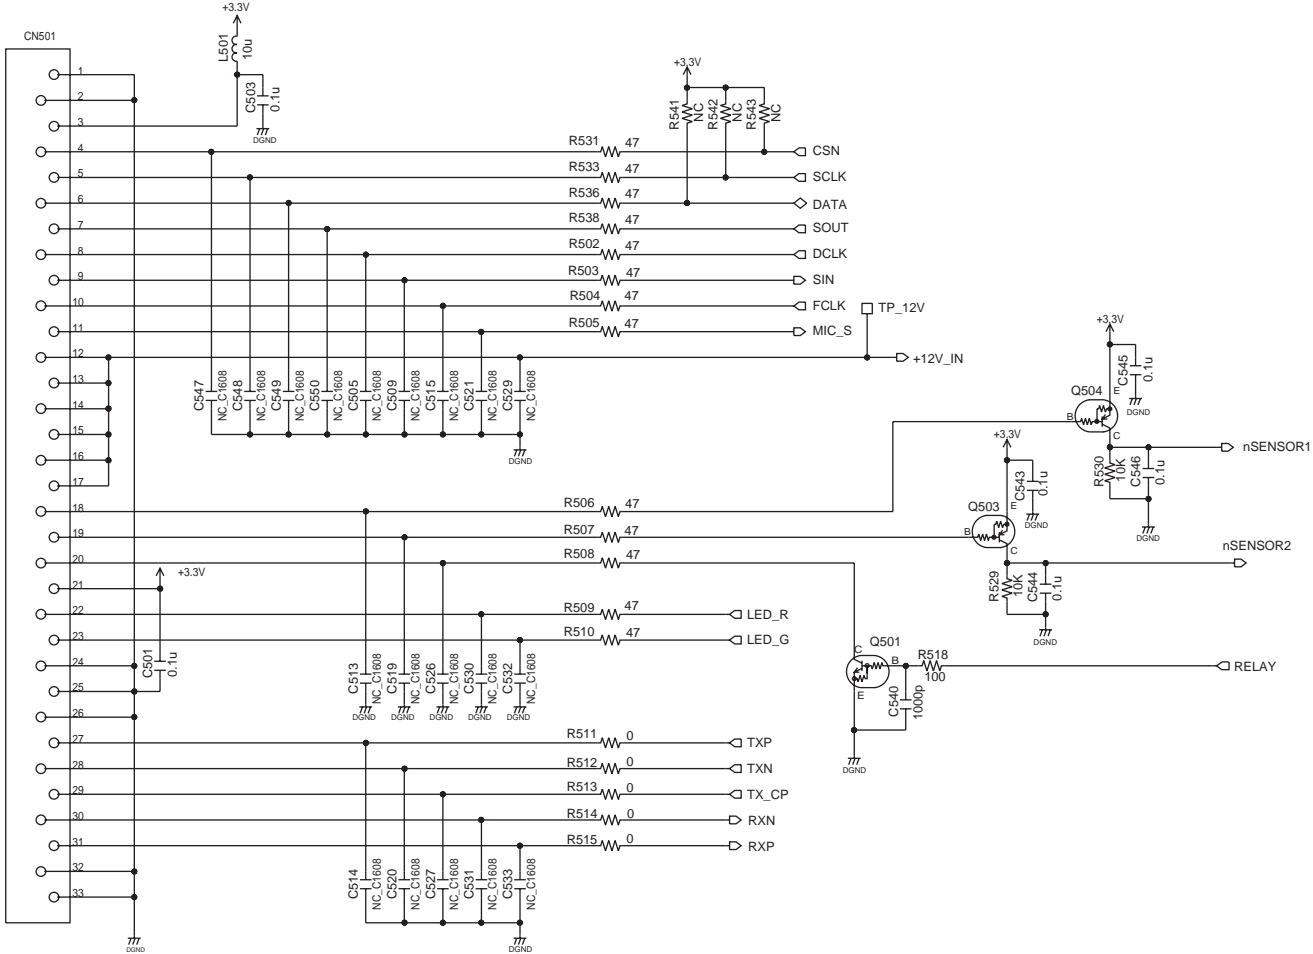 +3.3V
CN501
L501
10u
C503
0.1u
DGND
+3.3V
R541
NC
R542
NC
R543
NC
1
2
3
4
R531
47
CSN
5
R533
47
SCLK
6
R536
47
DATA
7
R538
47
SOUT
8
R502
47
DCLK
9
R503
47
SIN
10
R504
47
FCLK
TP_12V
11
R505
47
MIC_S
12
+12V_IN
13
14
15
16
17
C547
NC_C1608
C548
NC_C1608
C549
NC_C1608
C550
NC_C1608
C505
NC_C1608
C509
NC_C1608
C515
NC_C1608
C521
NC_C1608
C529
NC_C1608
DGND
+3.3V
C545
0.1u
DGND
Q504
E
B
C
nSENSOR1
R530
10K
C546
0.1u
DGND
+3.3V
C543
0.1u
DGND
Q503
E
B
C
nSENSOR2
R529
10K
C544
0.1u
DGND
18
R506
47
19
R507
47
20
R508
47
21
+3.3V
22
R509
47
LED_R
23
R510
47
LED_G
24
25
26
C501
0.1u
C513
NC_C1608
C519
NC_C1608
C526
NC_C1608
C530
NC_C1608
C532
NC_C1608
DGND
DGND
DGND
DGND
DGND
Q501
C
B
E
R518
100
RELAY
C540
1000p
DGND
27
R511
0
TXP
28
R512
0
TXN
29
R513
0
TX_CP
30
R514
0
RXN
31
R515
0
RXP
32
33
C514
NC_C1608
C520
NC_C1608
C527
NC_C1608
C531
NC_C1608
C533
NC_C1608
DGND
DGND